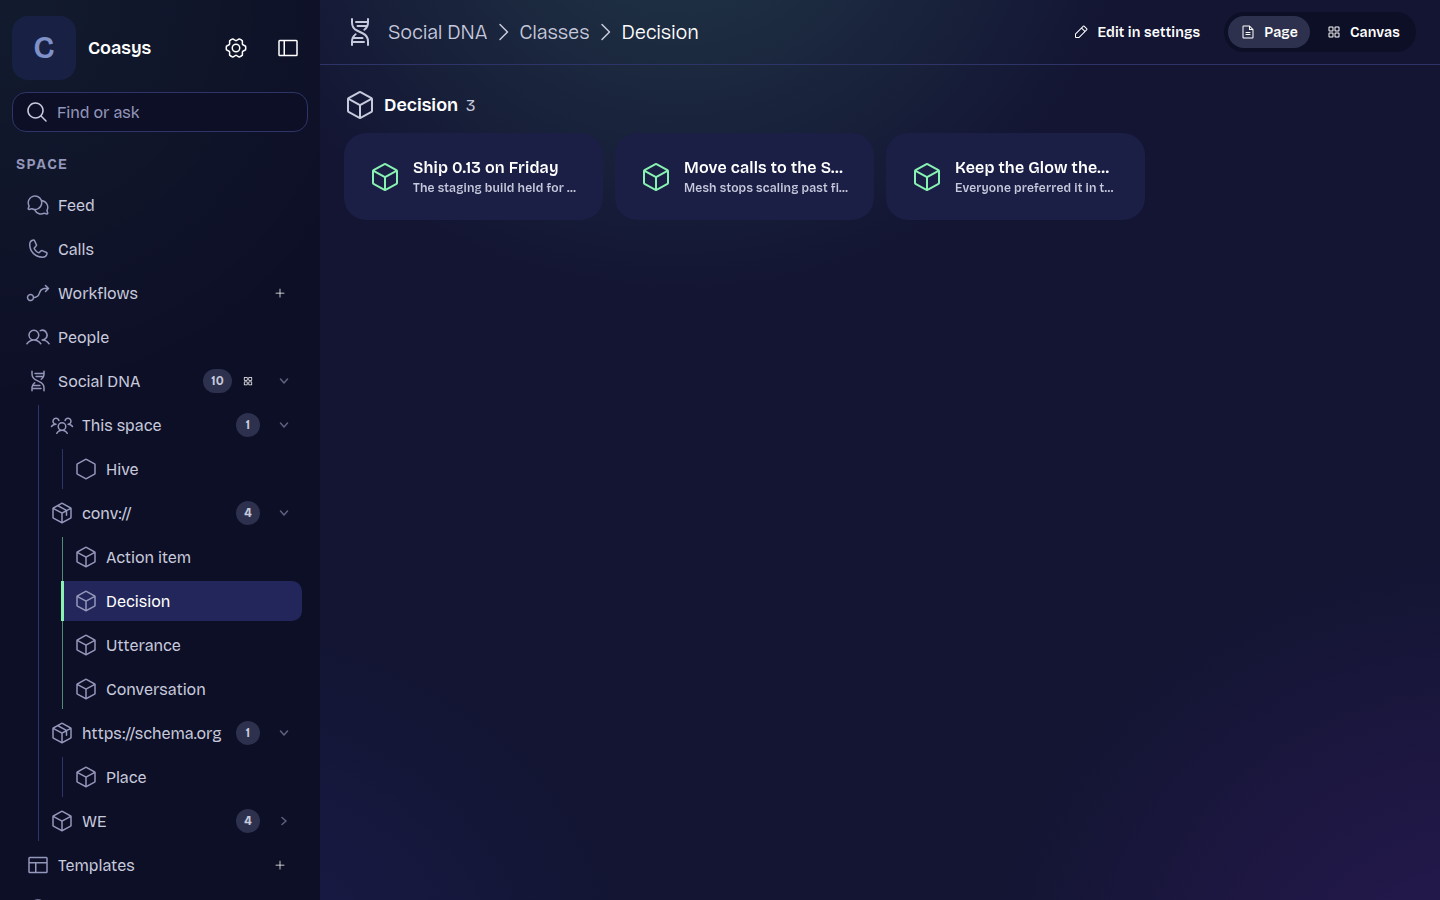 C
Coasys
Find or ask
SPACE
Feed
Calls
Workflows
People
Social DNA 10
This space 1
Hive
conv:// 4
Action item
Decision
Utterance
Conversation
https://schema.org 1
Place
WE 4
Templates
Social DNA Classes Decision
Edit in settings
Page
Canvas
Decision 3
Ship 0.13 on Friday
The staging build held for ...
Move calls to the S...
Mesh stops scaling past fi...
Keep the Glow the...
Everyone preferred it in t...